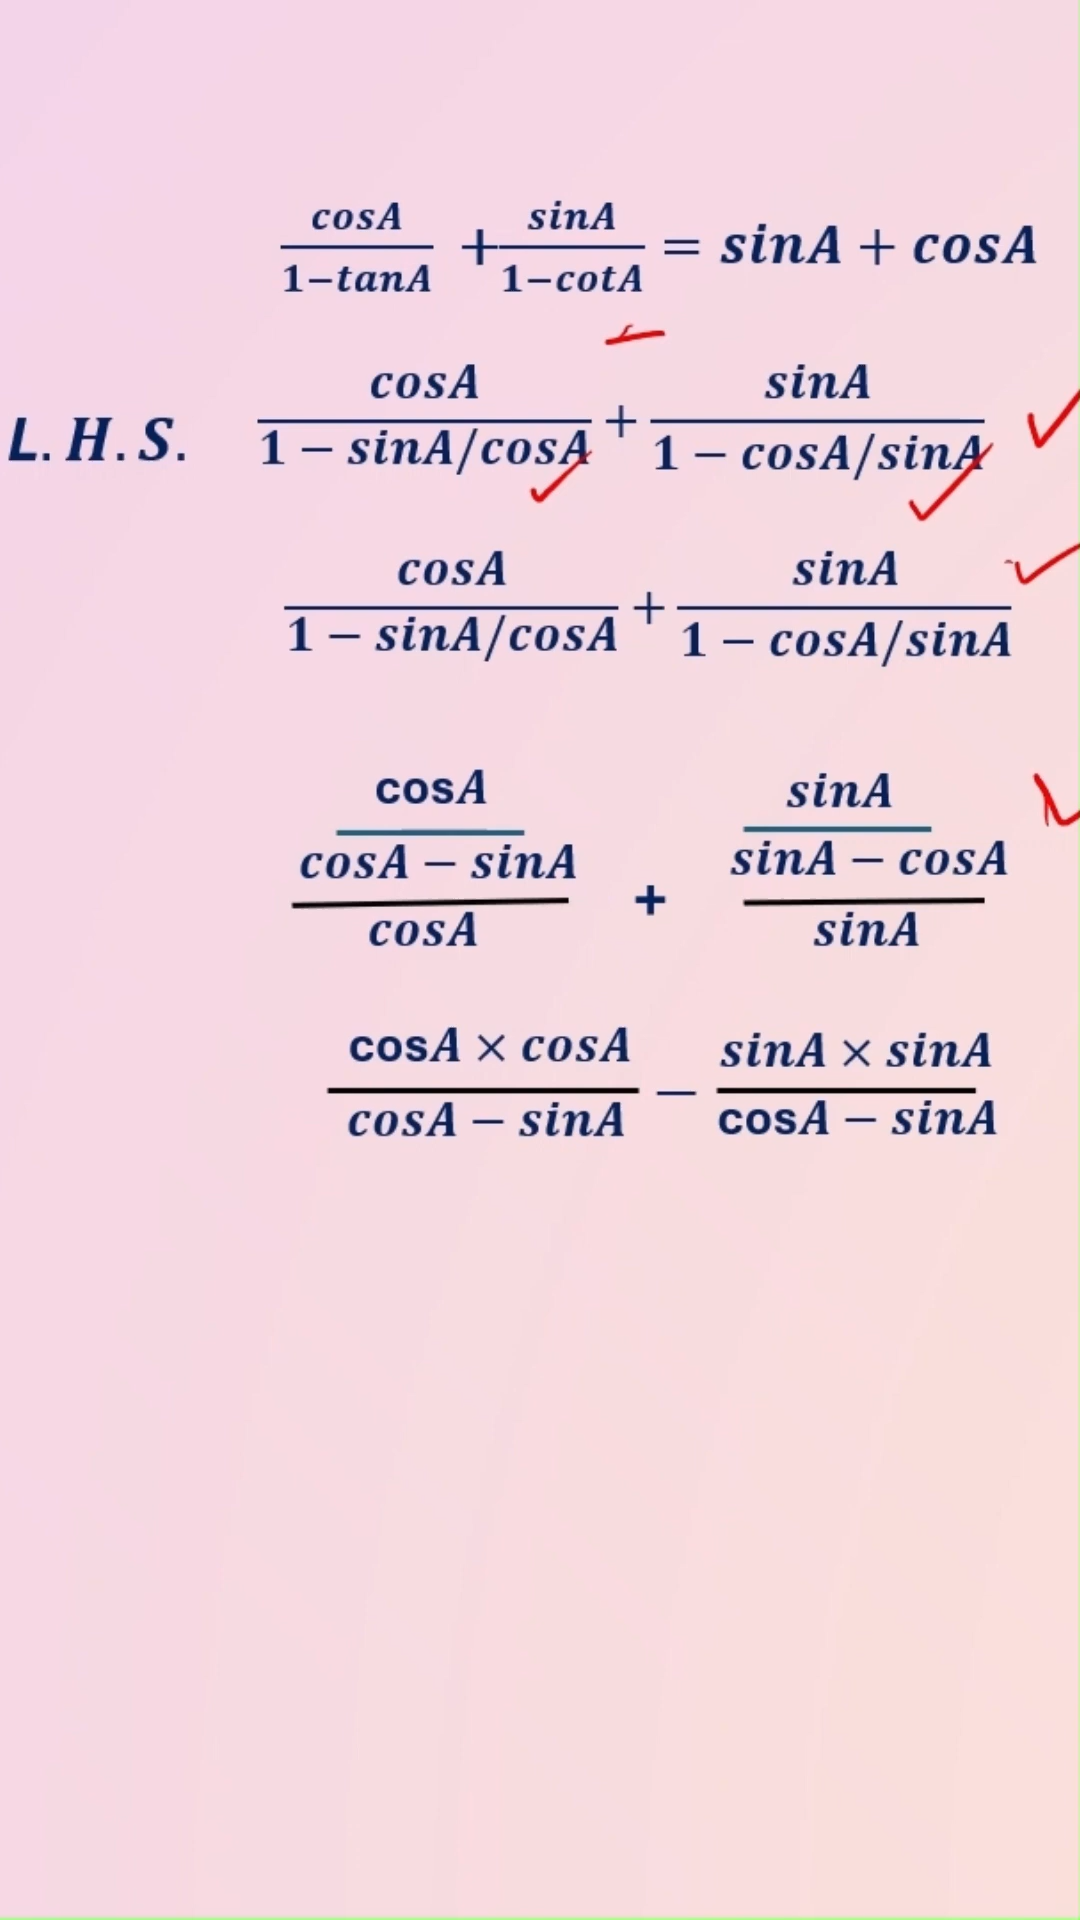 cosA/1−tanA + sinA/1−cotA = sinA + cosA
L.H.S. cosA/1 − sinA/cosA + sinA/1 − cosA/sinA
cosA/1 − sinA/cosA + sinA/1 − cosA/sinA
cosA sinA
cosA − sinA sinA − cosA
+
cosA sinA
cosA × cosA/cosA − sinA − sinA × sinA/cosA − sinA